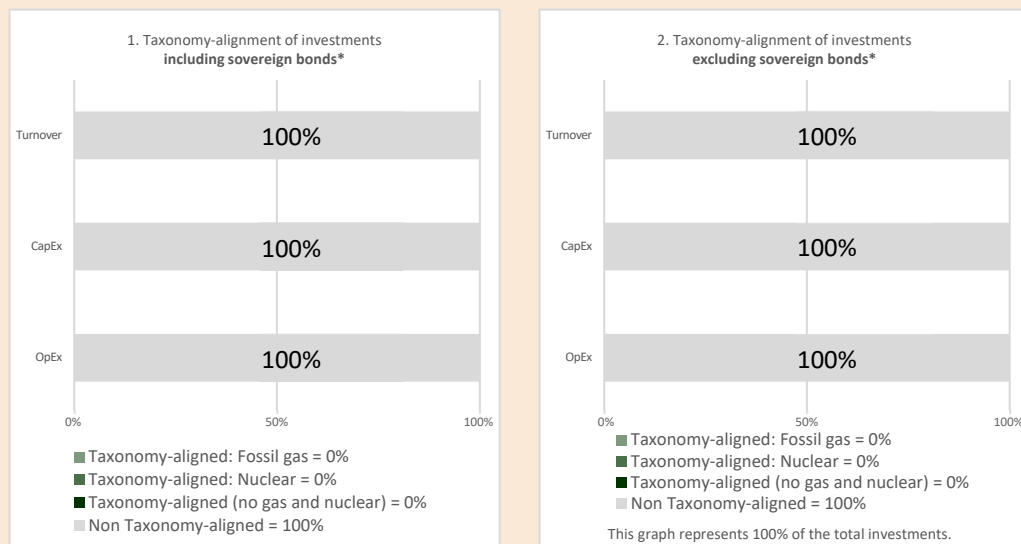 1. Taxonomy-alignment of investments
including sovereign bonds*
Turnover
100%
CapEx
100%
OpEx
100%
0%
50%
100%
Taxonomy-aligned: Fossil gas = 0%
Taxonomy-aligned: Nuclear = 0%
Taxonomy-aligned (no gas and nuclear) = 0%
Non Taxonomy-aligned = 100%
2. Taxonomy-alignment of investments
excluding sovereign bonds*
Turnover
100%
CapEx
100%
OpEx
100%
0%
50%
100%
Taxonomy-aligned: Fossil gas = 0%
Taxonomy-aligned: Nuclear = 0%
Taxonomy-aligned (no gas and nuclear) = 0%
Non Taxonomy-aligned = 100%
This graph represents 100% of the total investments.